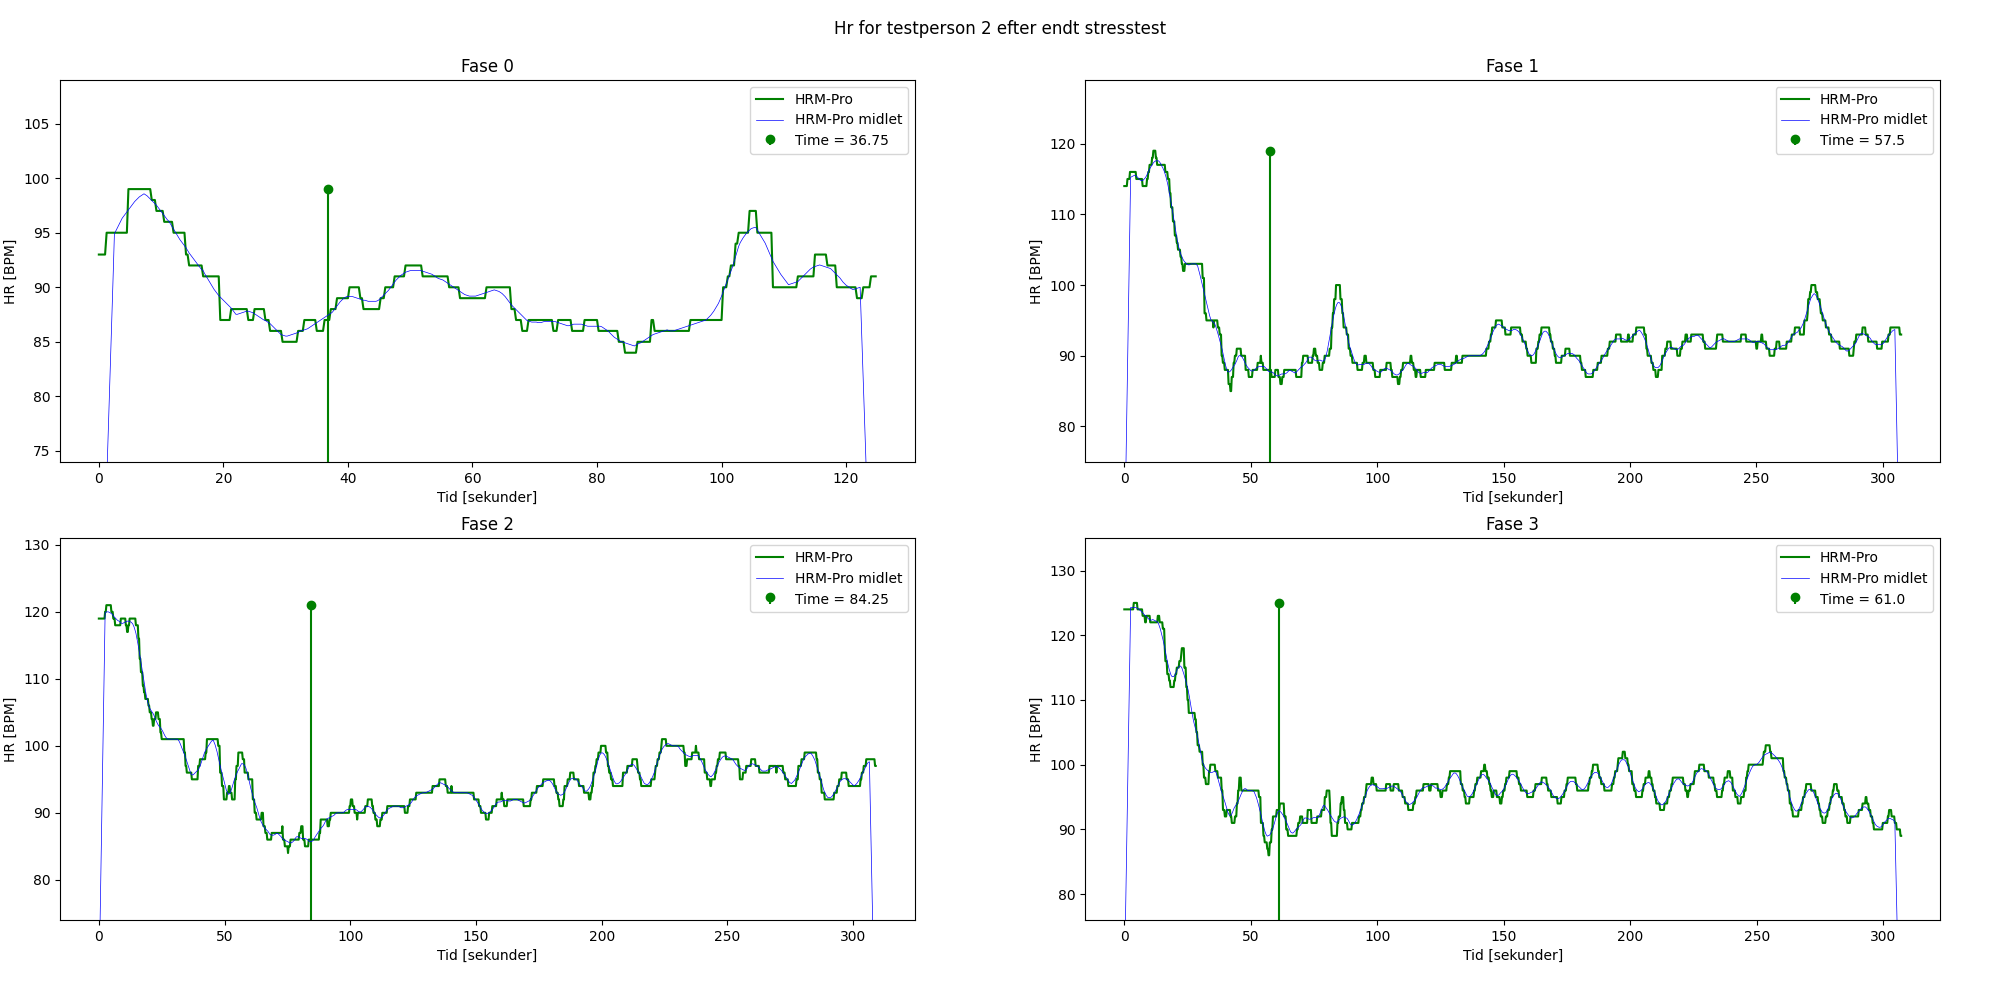 Hr for testperson 2 efter endt stresstest
Fase 0
HR [BPM]
105
100
95
90
85
80
75
HRM-Pro
HRM-Pro midlet
Time = 36.75
0 20 40 60 80 100 120
Tid [sekunder]
Fase 1
HR [BPM]
120
110
100
90
80
HRM-Pro
HRM-Pro midlet
Time = 57.5
0 50 100 150 200 250 300
Tid [sekunder]
Fase 2
HR [BPM]
130
120
110
100
90
80
HRM-Pro
HRM-Pro midlet
Time = 84.25
0 50 100 150 200 250 300
Tid [sekunder]
Fase 3
HR [BPM]
130
120
110
100
90
80
HRM-Pro
HRM-Pro midlet
Time = 61.0
0 50 100 150 200 250 300
Tid [sekunder]